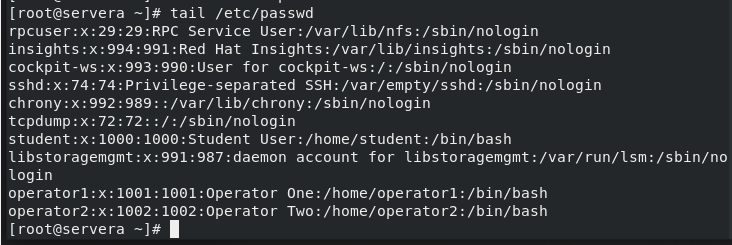 [root@servera ~]# tail /etc/passwd
rpcuser:x:29:29:RPC Service User:/var/lib/nfs:/sbin/nologin
insights:x:994:991:Red Hat Insights:/var/lib/insights:/sbin/nologin
cockpit-ws:x:993:990:User for cockpit-ws:/:/sbin/nologin
sshd:x:74:74:Privilege-separated SSH:/var/empty/sshd:/sbin/nologin
chrony:x:992:989::/var/lib/chrony:/sbin/nologin
tcpdump:x:72:72::/:/sbin/nologin
student:x:1000:1000:Student User:/home/student:/bin/bash
libstoragemgmt:x:991:987:daemon account for libstoragemgmt:/var/run/lsm:/sbin/no
login
operator1:x:1001:1001:Operator One:/home/operator1:/bin/bash
operator2:x:1002:1002:Operator Two:/home/operator2:/bin/bash
[root@servera ~]#